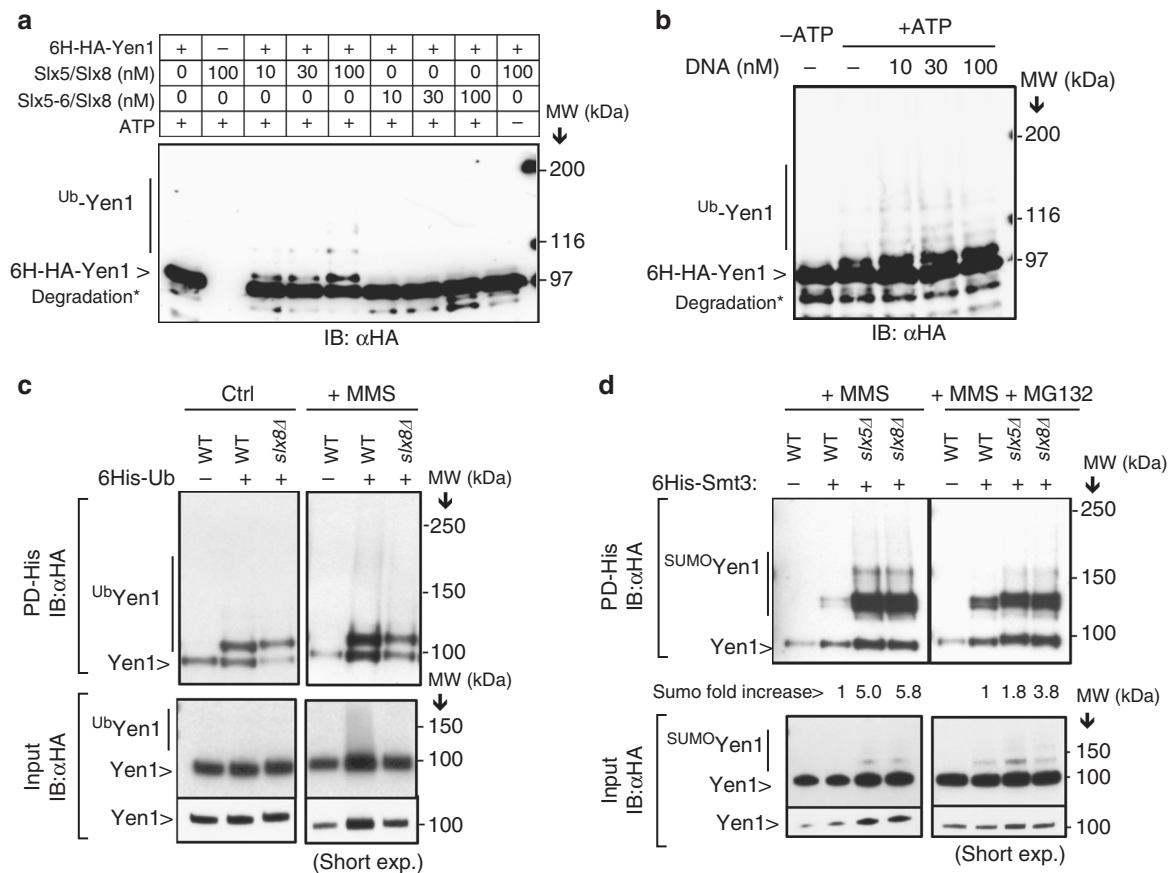 a
6H-HA-Yen1 + – + + + + + + +
Slx5/Slx8 (nM) 0 100 10 30 100 0 0 0 100
Slx5-6/Slx8 (nM) 0 0 0 0 0 10 30 100 0
ATP + + + + + + + + –
MW (kDa)
200
Ub-Yen1
116
6H-HA-Yen1 >
97
Degradation*
IB: αHA
b
–ATP +ATP
DNA (nM) – – 10 30 100
MW (kDa)
200
Ub-Yen1
116
97
6H-HA-Yen1 >
Degradation*
IB: αHA
c
Ctrl + MMS
WT WT slx8Δ WT WT slx8Δ
6His-Ub – + + – + +
MW (kDa)
PD-His
IB:αHA
250
UbYen1
150
Yen1>
100
MW (kDa)
Input
IB:αHA
UbYen1
150
Yen1>
100
Yen1>
100
(Short exp.)
d
+ MMS + MMS + MG132
WT WT slx5Δ slx8Δ WT WT slx5Δ slx8Δ
6His-Smt3: – + + + – + + +
MW (kDa)
PD-His
IB:αHA
250
SUMOYen1
150
Yen1>
100
Sumo fold increase> 1 5.0 5.8 1 1.8 3.8
MW (kDa)
Input
IB:αHA
SUMOYen1
150
Yen1>
100
Yen1>
100
(Short exp.)